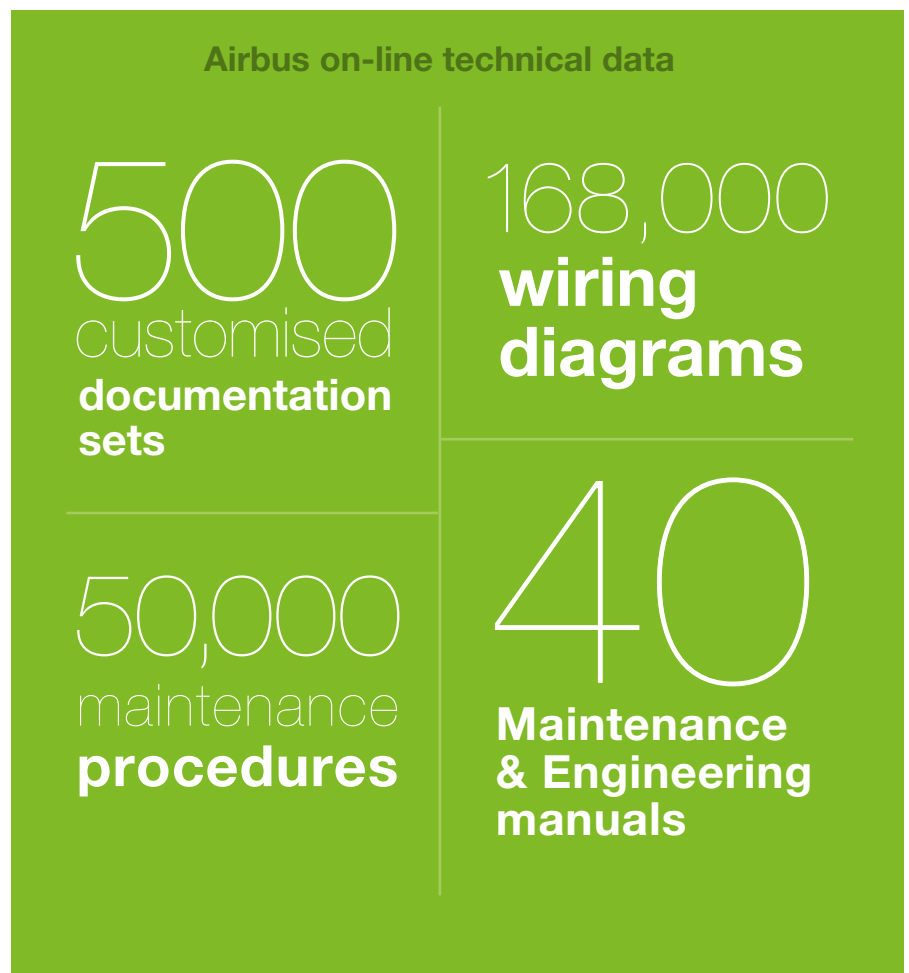 Airbus on-line technical data
500
customised
documentation
sets
168,000
wiring
diagrams
50,000
maintenance
procedures
40
Maintenance
& Engineering
manuals